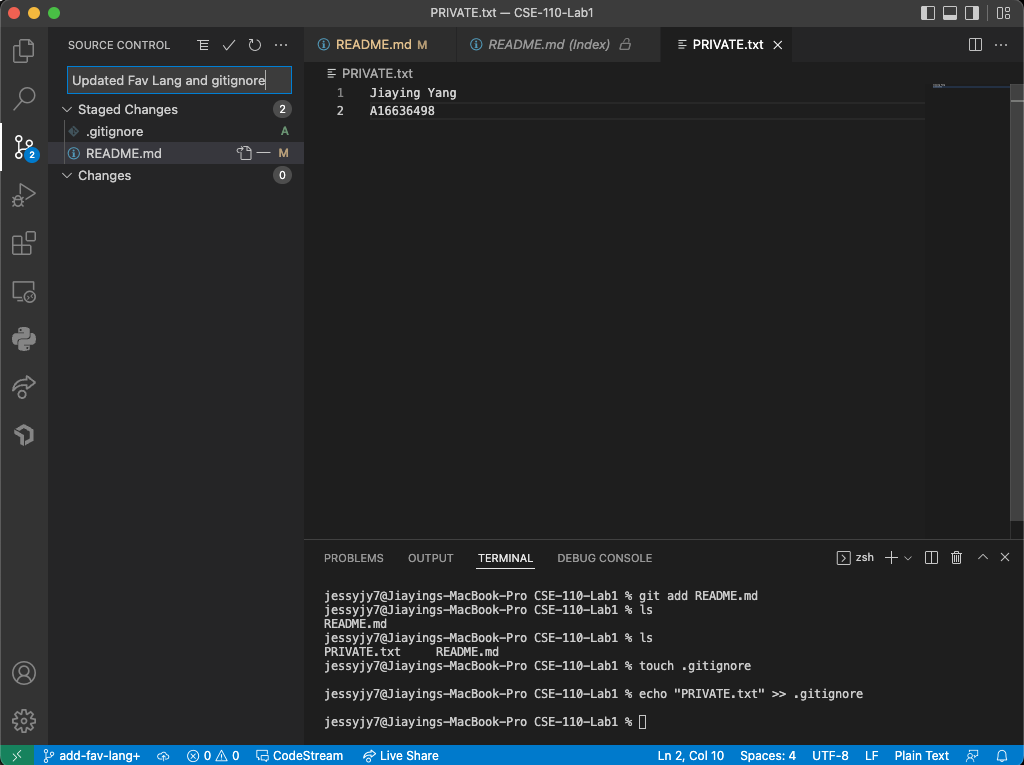 PRIVATE.txt — CSE-110-Lab1
SOURCE CONTROL
Updated Fav Lang and gitignore
Staged Changes 2
.gitignore A
README.md M
Changes 0
2
README.md M
README.md (Index)
PRIVATE.txt
PRIVATE.txt
1 Jiaying Yang
2 A16636498
PROBLEMS OUTPUT TERMINAL DEBUG CONSOLE zsh
jessyjy7@Jiayings-MacBook-Pro CSE-110-Lab1 % git add README.md
jessyjy7@Jiayings-MacBook-Pro CSE-110-Lab1 % ls
README.md
jessyjy7@Jiayings-MacBook-Pro CSE-110-Lab1 % ls
PRIVATE.txt README.md
jessyjy7@Jiayings-MacBook-Pro CSE-110-Lab1 % touch .gitignore
jessyjy7@Jiayings-MacBook-Pro CSE-110-Lab1 % echo "PRIVATE.txt" >> .gitignore
jessyjy7@Jiayings-MacBook-Pro CSE-110-Lab1 %
add-fav-lang+ 0 0 CodeStream Live Share Ln 2, Col 10 Spaces: 4 UTF-8 LF Plain Text